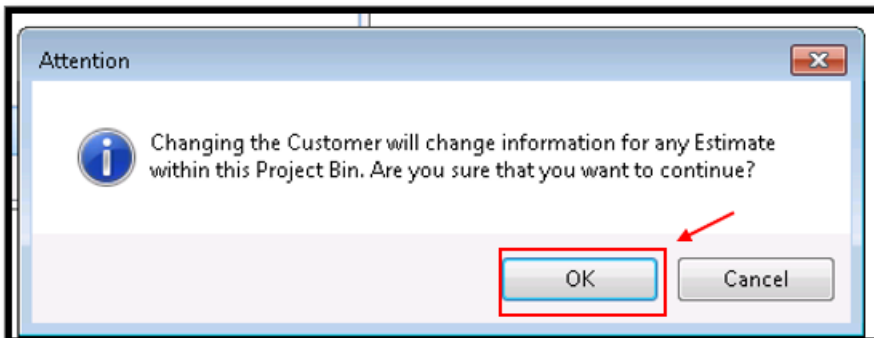 Attention
Changing the Customer will change information for any Estimate
within this Project Bin. Are you sure that you want to continue?
OK
Cancel